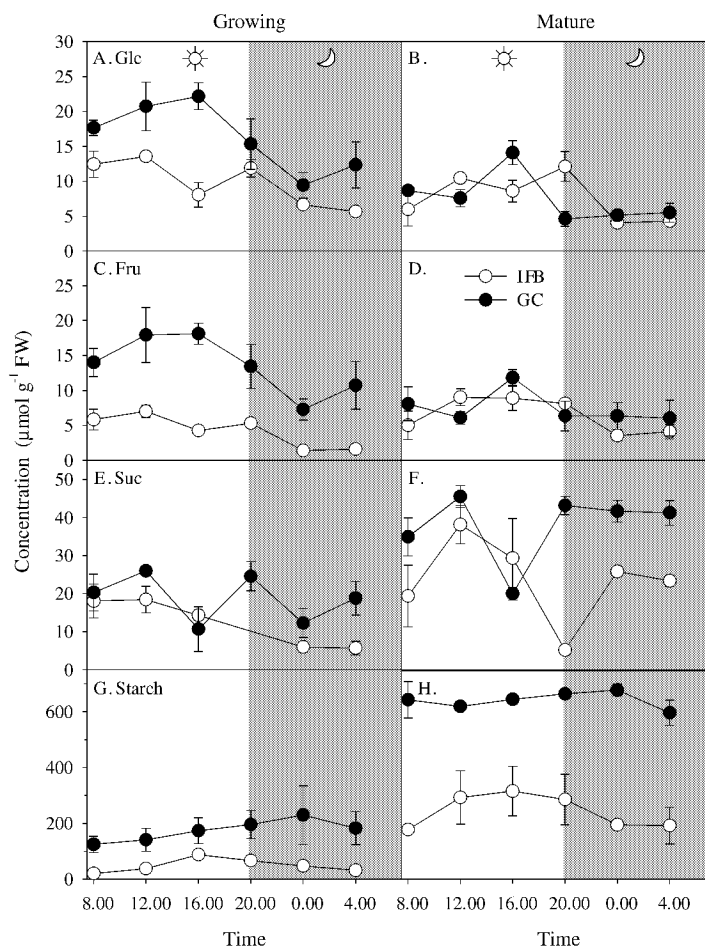 Growing Mature
30
25
20
15
10
5
0
A. Glc
B.
C. Fru
D.
IFB
GC
25
20
15
10
5
0
E. Suc
F.
50
40
30
20
10
0
G. Starch
H.
600
400
200
0
Concentration (μmol g⁻¹ FW)
8.00 12.00 16.00 20.00 0.00 4.00 8.00 12.00 16.00 20.00 0.00 4.00
Time Time